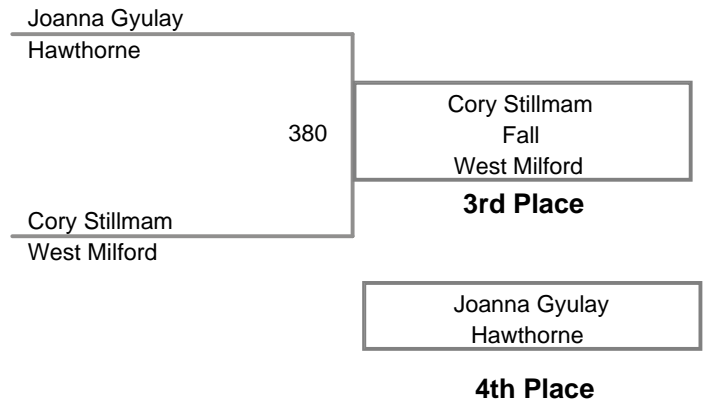 Joanna Gyulay
Hawthorne
380
Cory Stillmam
Fall
West Milford
3rd Place
Cory Stillmam
West Milford
Joanna Gyulay
Hawthorne
4th Place